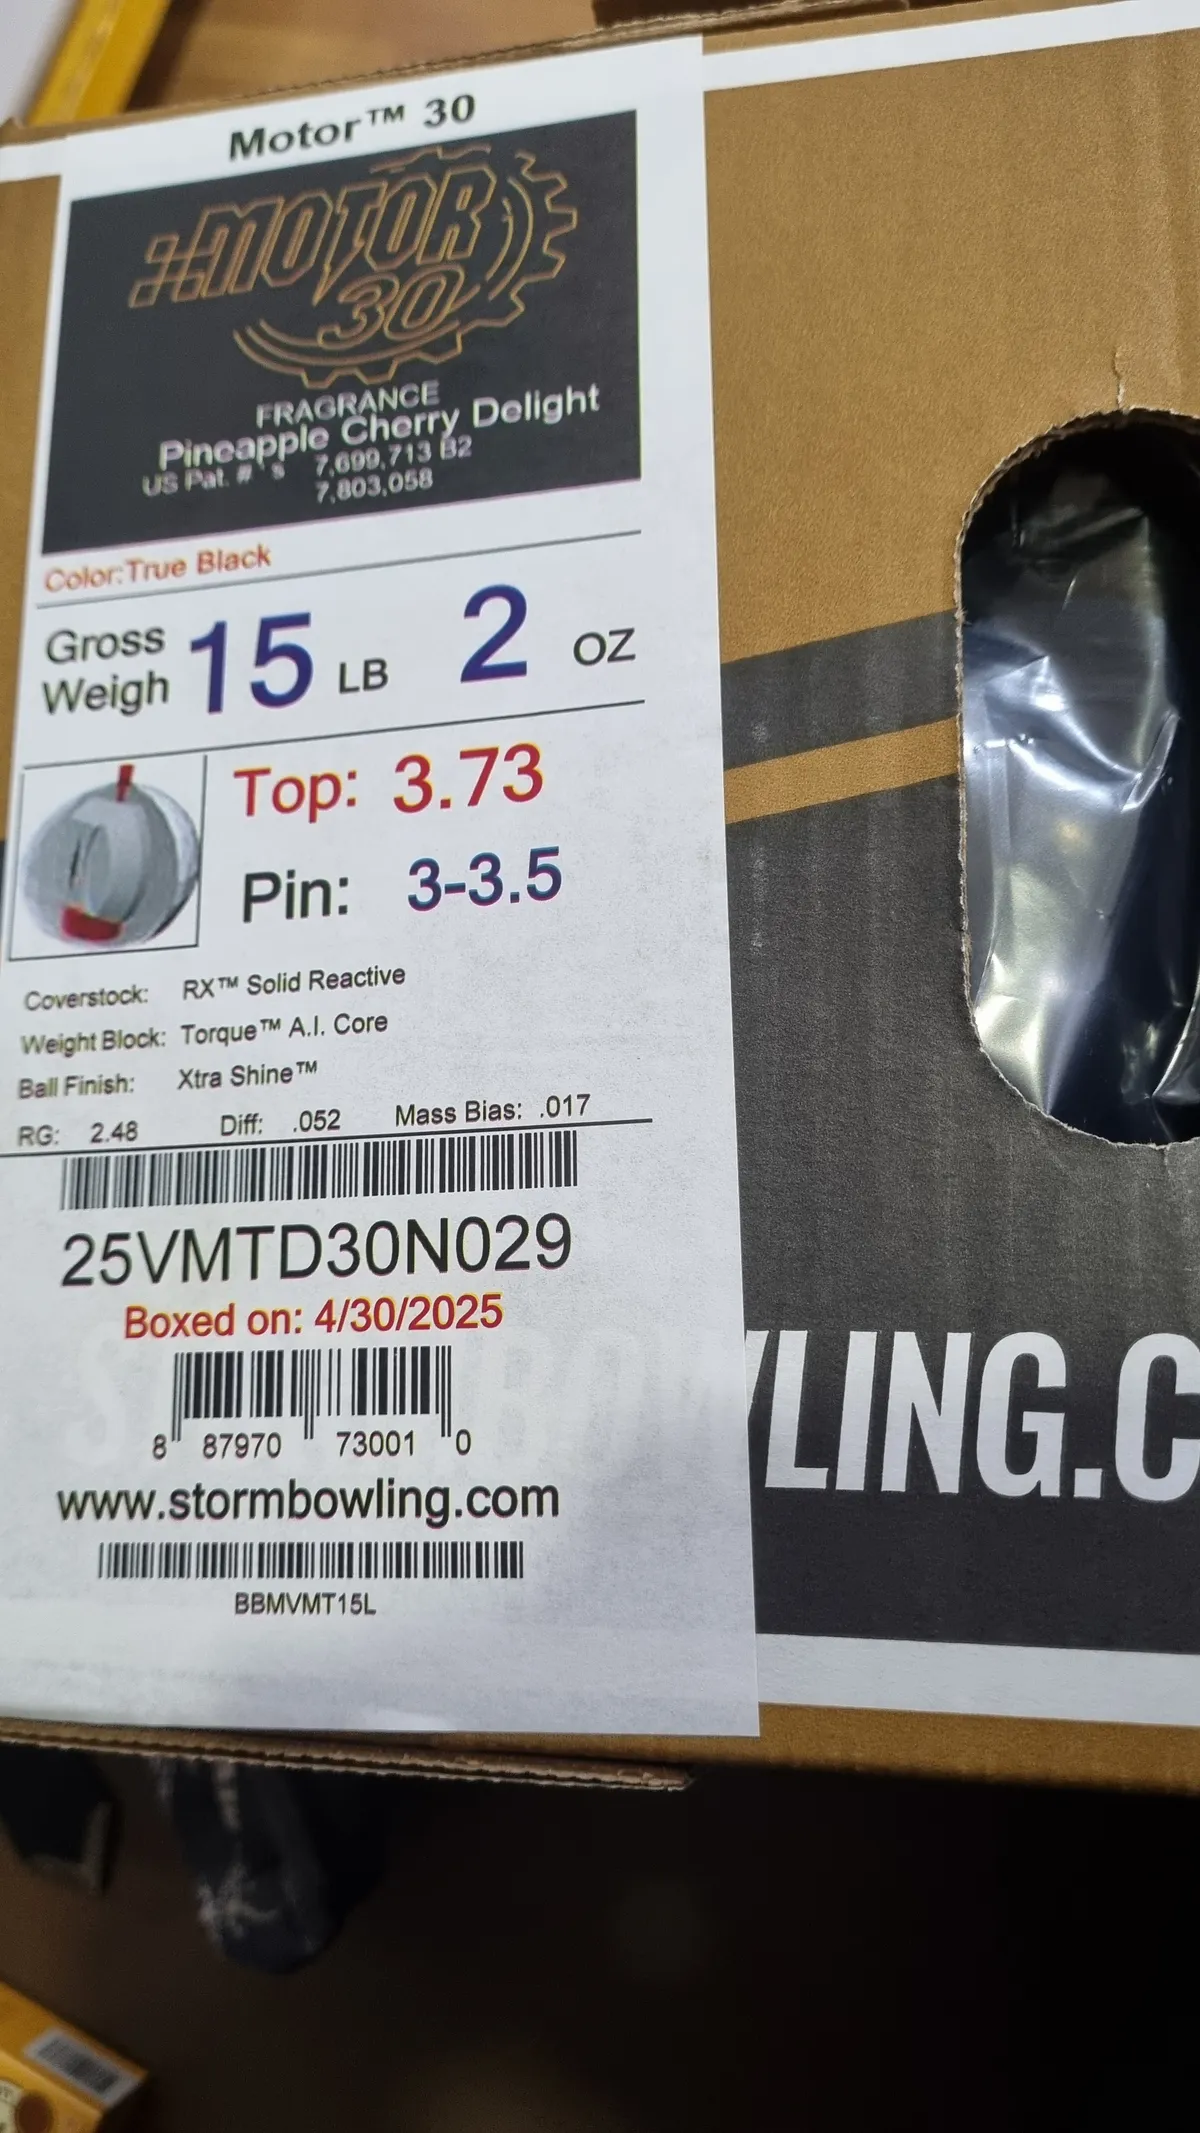 Motor™ 30
#MOTOR
30
FRAGRANCE
Pineapple Cherry Delight
US Pat. #'s 7,699,713 B2
7,803,058
Color:True Black
Gross Weigh 15 LB 2 OZ
Top: 3.73
Pin: 3-3.5
Coverstock: RX™ Solid Reactive
Weight Block: Torque™ A.I. Core
Ball Finish: Xtra Shine™
RG: 2.48 Diff: .052 Mass Bias: .017
25VMTD30N029
Boxed on: 4/30/2025
8 87970 73001 0
www.stormbowling.com
BBMVMT15L
LING.C